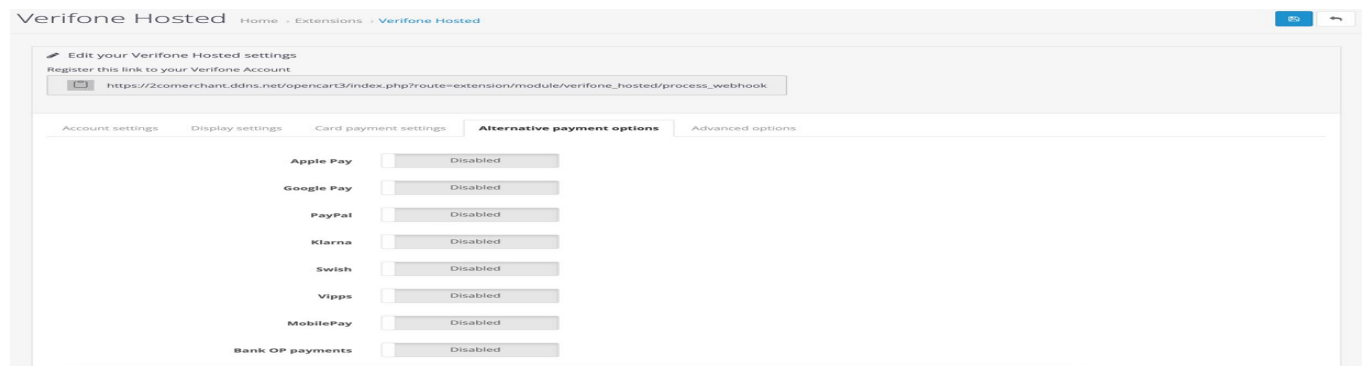 Verifone Hosted Home › Extensions › Verifone Hosted
Edit your Verifone Hosted settings
Register this link to your Verifone Account
https://2comerchant.ddns.net/opencart3/index.php?route=extension/module/verifone_hosted/process_webhook
Account settings Display settings Card payment settings Alternative payment options Advanced options
Apple Pay Disabled
Google Pay Disabled
PayPal Disabled
Klarna Disabled
Swish Disabled
Vipps Disabled
MobilePay Disabled
Bank OP payments Disabled